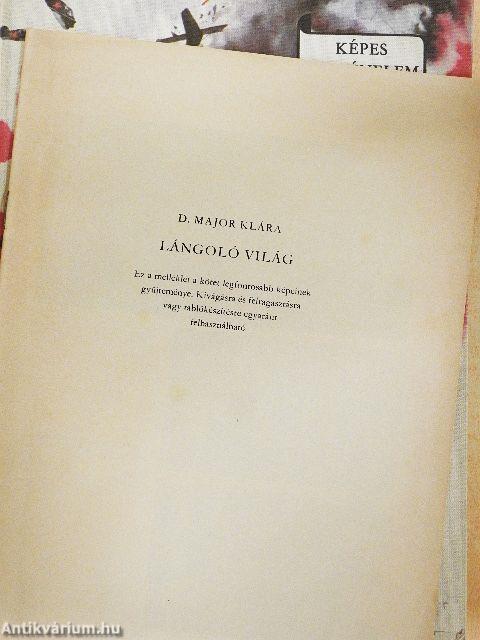 KÉPES
D. MAJOR KLÁRA
LÁNGOLÓ VILÁG
Ez a melléklet a kötet legfontosabb képeinek
gyűjteménye. Kivágásra és felragasztásra
vagy tablókészítésre egyaránt
felhasználható
Antikvárium.hu